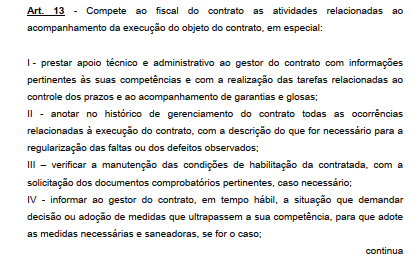 Art. 13 - Compete ao fiscal do contrato as atividades relacionadas ao
acompanhamento da execução do objeto do contrato, em especial:
I - prestar apoio técnico e administrativo ao gestor do contrato com informações
pertinentes às suas competências e com a realização das tarefas relacionadas ao
controle dos prazos e ao acompanhamento de garantias e glosas;
II - anotar no histórico de gerenciamento do contrato todas as ocorrências
relacionadas à execução do contrato, com a descrição do que for necessário para a
regularização das faltas ou dos defeitos observados;
III – verificar a manutenção das condições de habilitação da contratada, com a
solicitação dos documentos comprobatórios pertinentes, caso necessário;
IV - informar ao gestor do contrato, em tempo hábil, a situação que demandar
decisão ou adoção de medidas que ultrapassem a sua competência, para que adote
as medidas necessárias e saneadoras, se for o caso;
continua